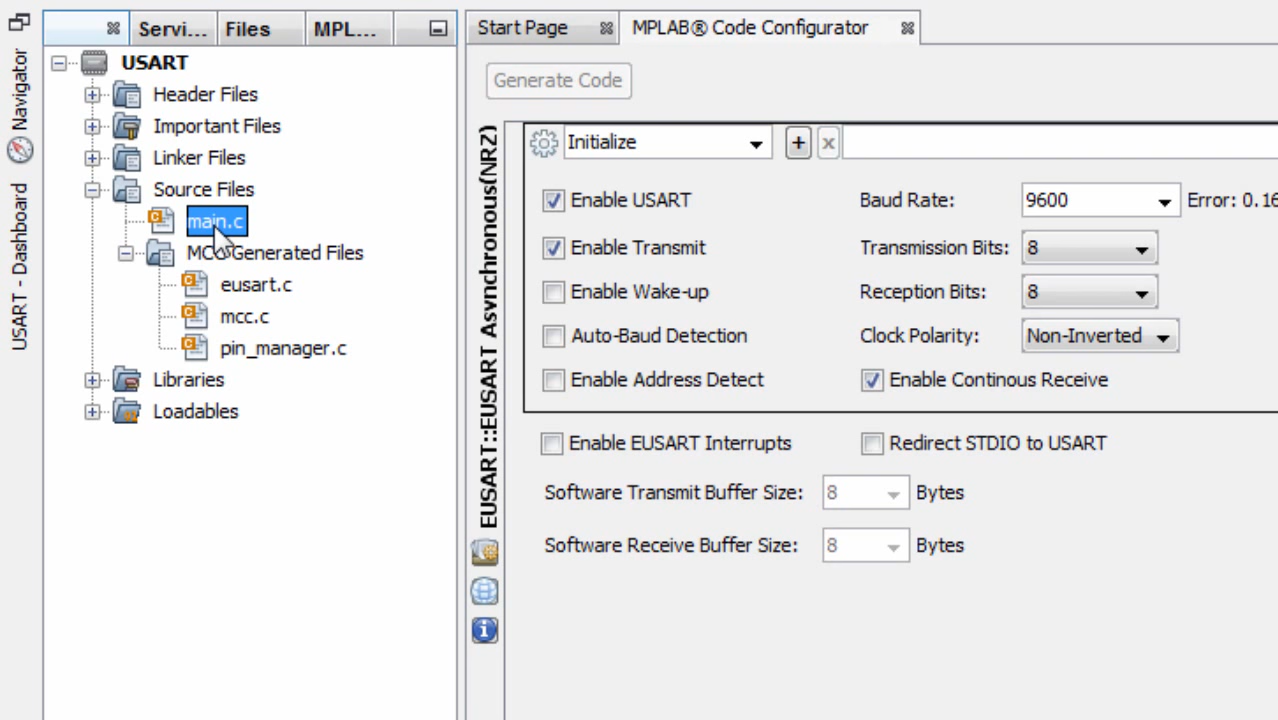 Navigator
USART - Dashboard
Servi...
Files
MPL...
USART
Header Files
Important Files
Linker Files
Source Files
main.c
MCC Generated Files
eusart.c
mcc.c
pin_manager.c
Libraries
Loadables
Start Page
MPLAB® Code Configurator
Generate Code
EUSART::EUSART Asynchronous(NRZ)
Initialize
Enable USART
Baud Rate: 9600 Error: 0.16
Enable Transmit
Transmission Bits: 8
Enable Wake-up
Reception Bits: 8
Auto-Baud Detection
Clock Polarity: Non-Inverted
Enable Address Detect
Enable Continous Receive
Enable EUSART Interrupts
Redirect STDIO to USART
Software Transmit Buffer Size: 8 Bytes
Software Receive Buffer Size: 8 Bytes